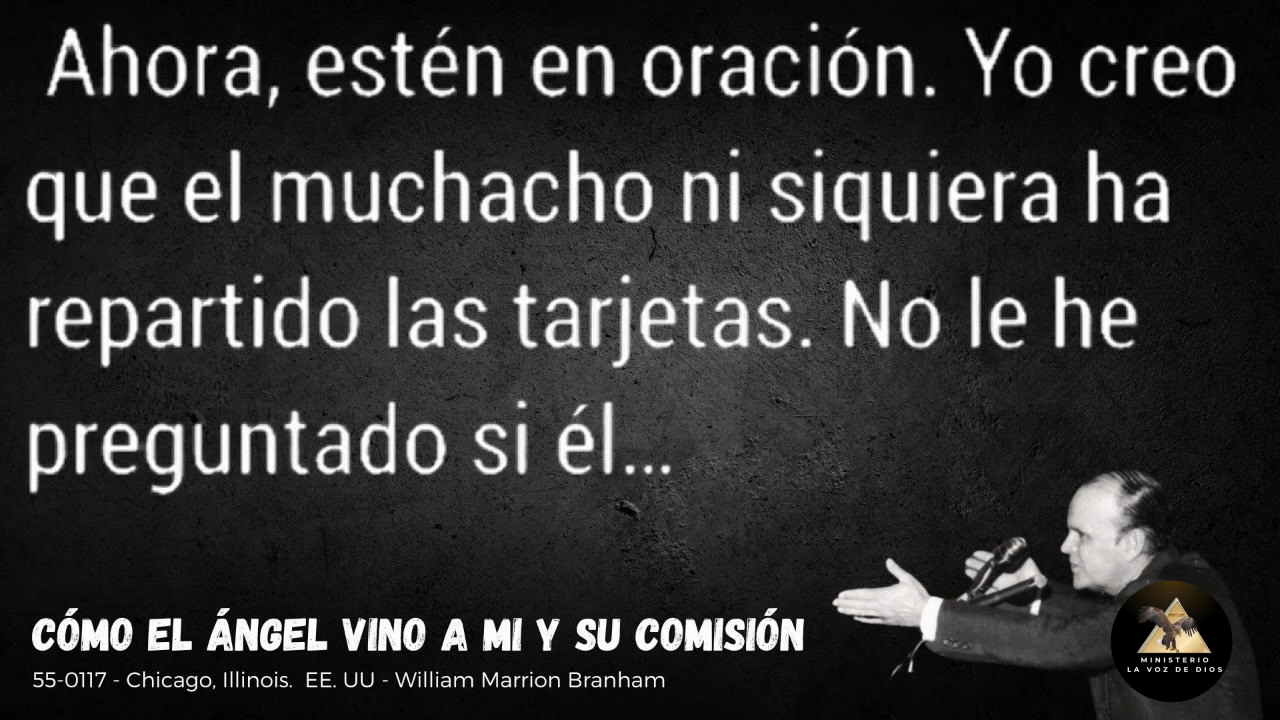 Ahora, estén en oración. Yo creo
que el muchacho ni siquiera ha
repartido las tarjetas. No le he
preguntado si él...
CÓMO EL ÁNGEL VINO A MI Y SU COMISIÓN
55-0117 - Chicago, Illinois.  EE. UU - William Marrion Branham
MINISTERIO
LA VOZ DE DIOS